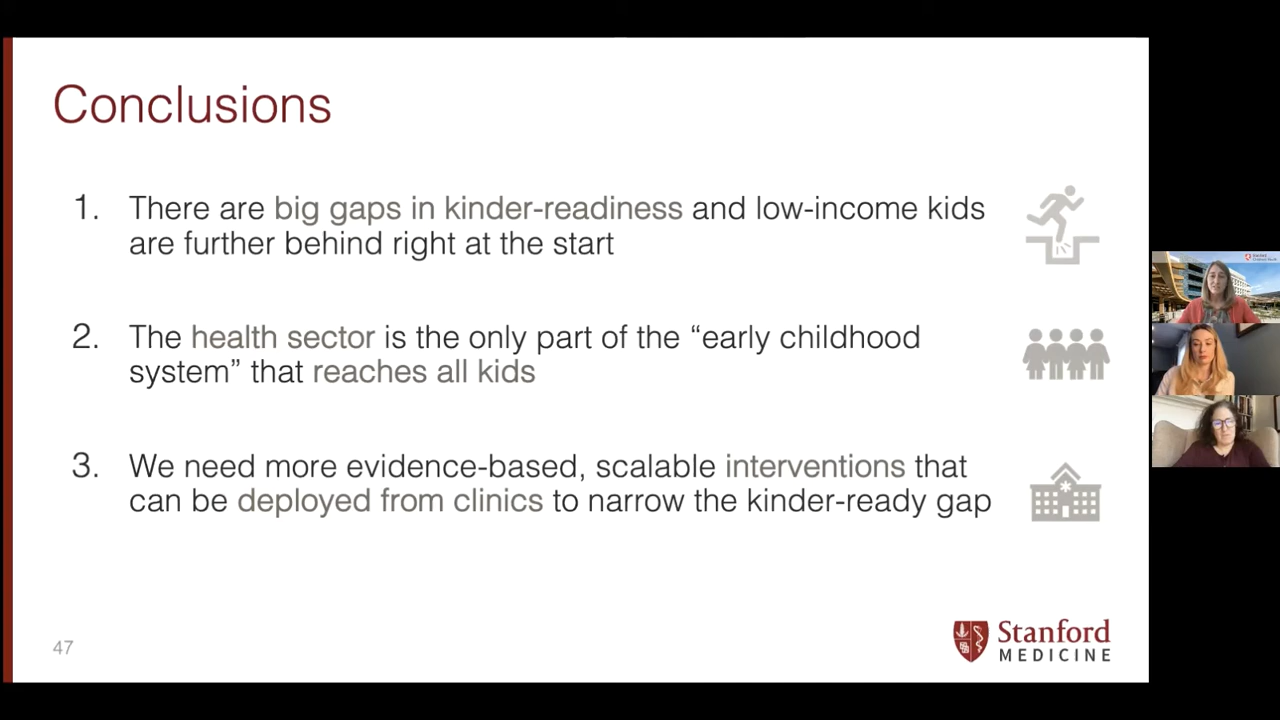 Conclusions
1. There are big gaps in kinder-readiness and low-income kids
are further behind right at the start
2. The health sector is the only part of the “early childhood
system” that reaches all kids
3. We need more evidence-based, scalable interventions that
can be deployed from clinics to narrow the kinder-ready gap
47
Stanford
MEDICINE